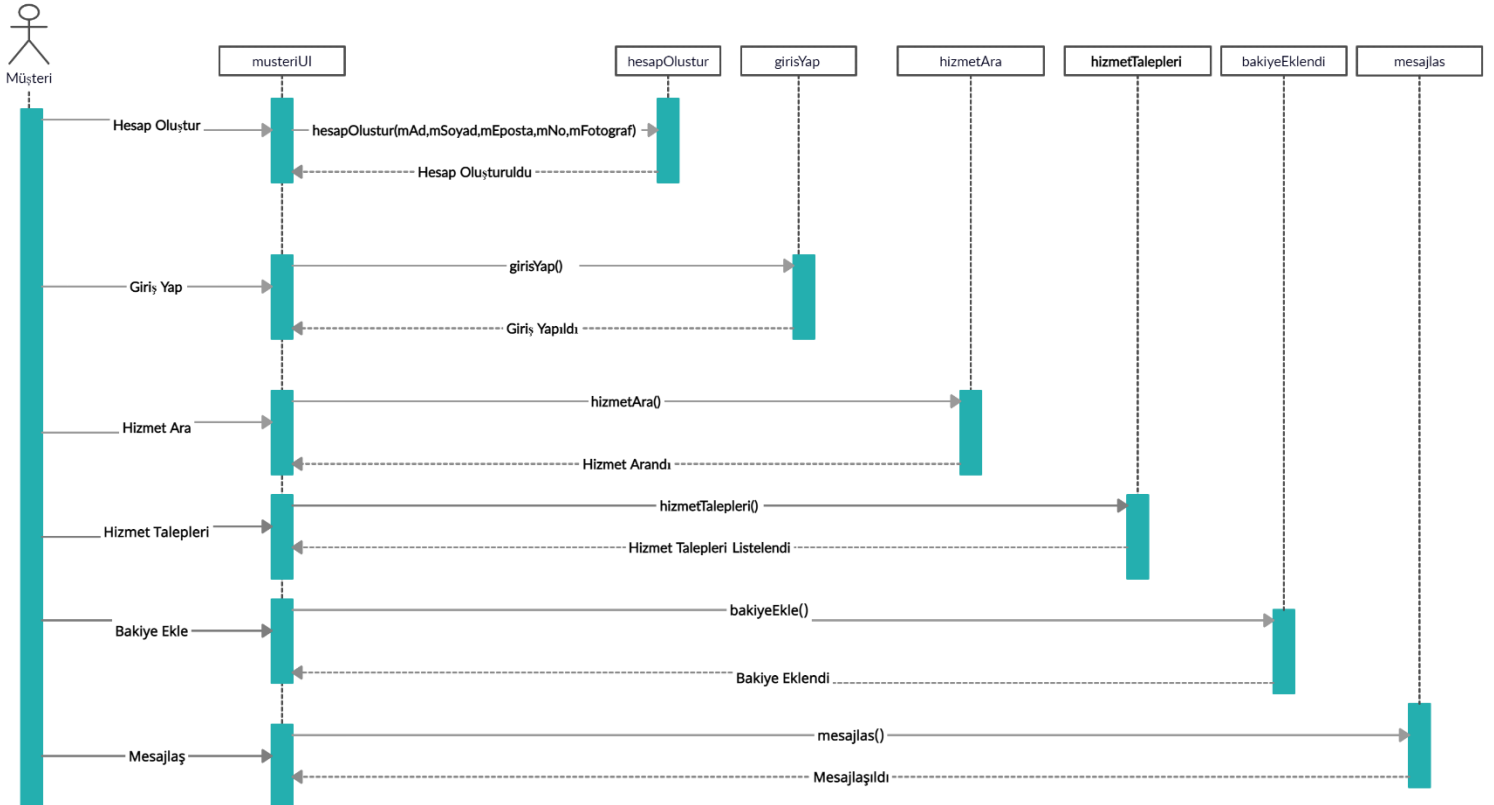 Müşteri
musteriUI
hesapOlustur
girisYap
hizmetAra
hizmetTalepleri
bakiyeEklendi
mesajlas
Hesap Oluştur
hesapOlustur(mAd,mSoyad,mEposta,mNo,mFotograf)
Hesap Oluşturuldu
girisYap()
Giriş Yap
Giriş Yapıldı
hizmetAra()
Hizmet Ara
Hizmet Arandı
hizmetTalepleri()
Hizmet Talepleri
Hizmet Talepleri Listelendi
bakiyeEkle()
Bakiye Ekle
Bakiye Eklendi
mesajlas()
Mesajlaş
Mesajlaşıldı